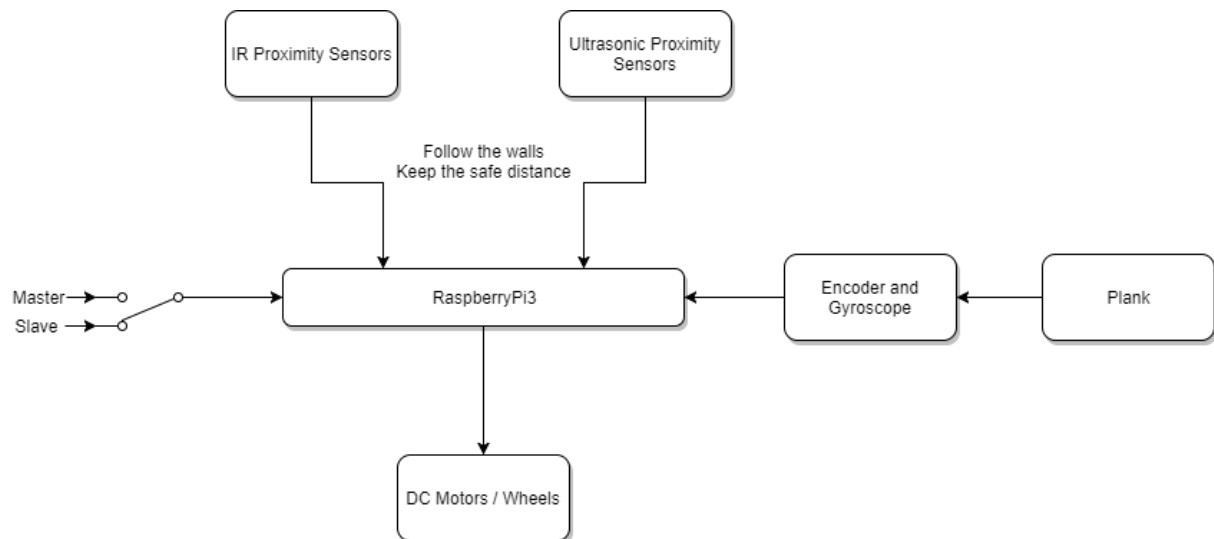 IR Proximity Sensors
Ultrasonic Proximity
Sensors
Follow the walls
Keep the safe distance
Master
Slave
RaspberryPi3
Encoder and
Gyroscope
Plank
DC Motors / Wheels